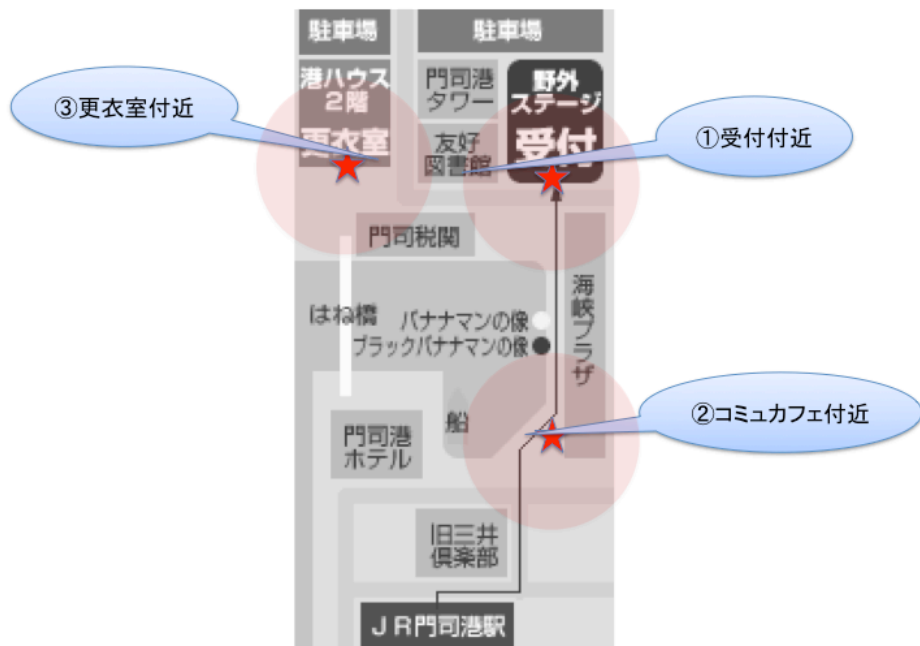 駐車場
駐車場
港ハウス
2階
更衣室
門司港
タワー
友好
図書館
野外
ステージ
受付
③更衣室付近
①受付付近
門司税関
はね橋
バナナマンの像
ブラックバナナマンの像
海峡プラザ
船
②コミュカフェ付近
門司港
ホテル
旧三井
倶楽部
JR門司港駅